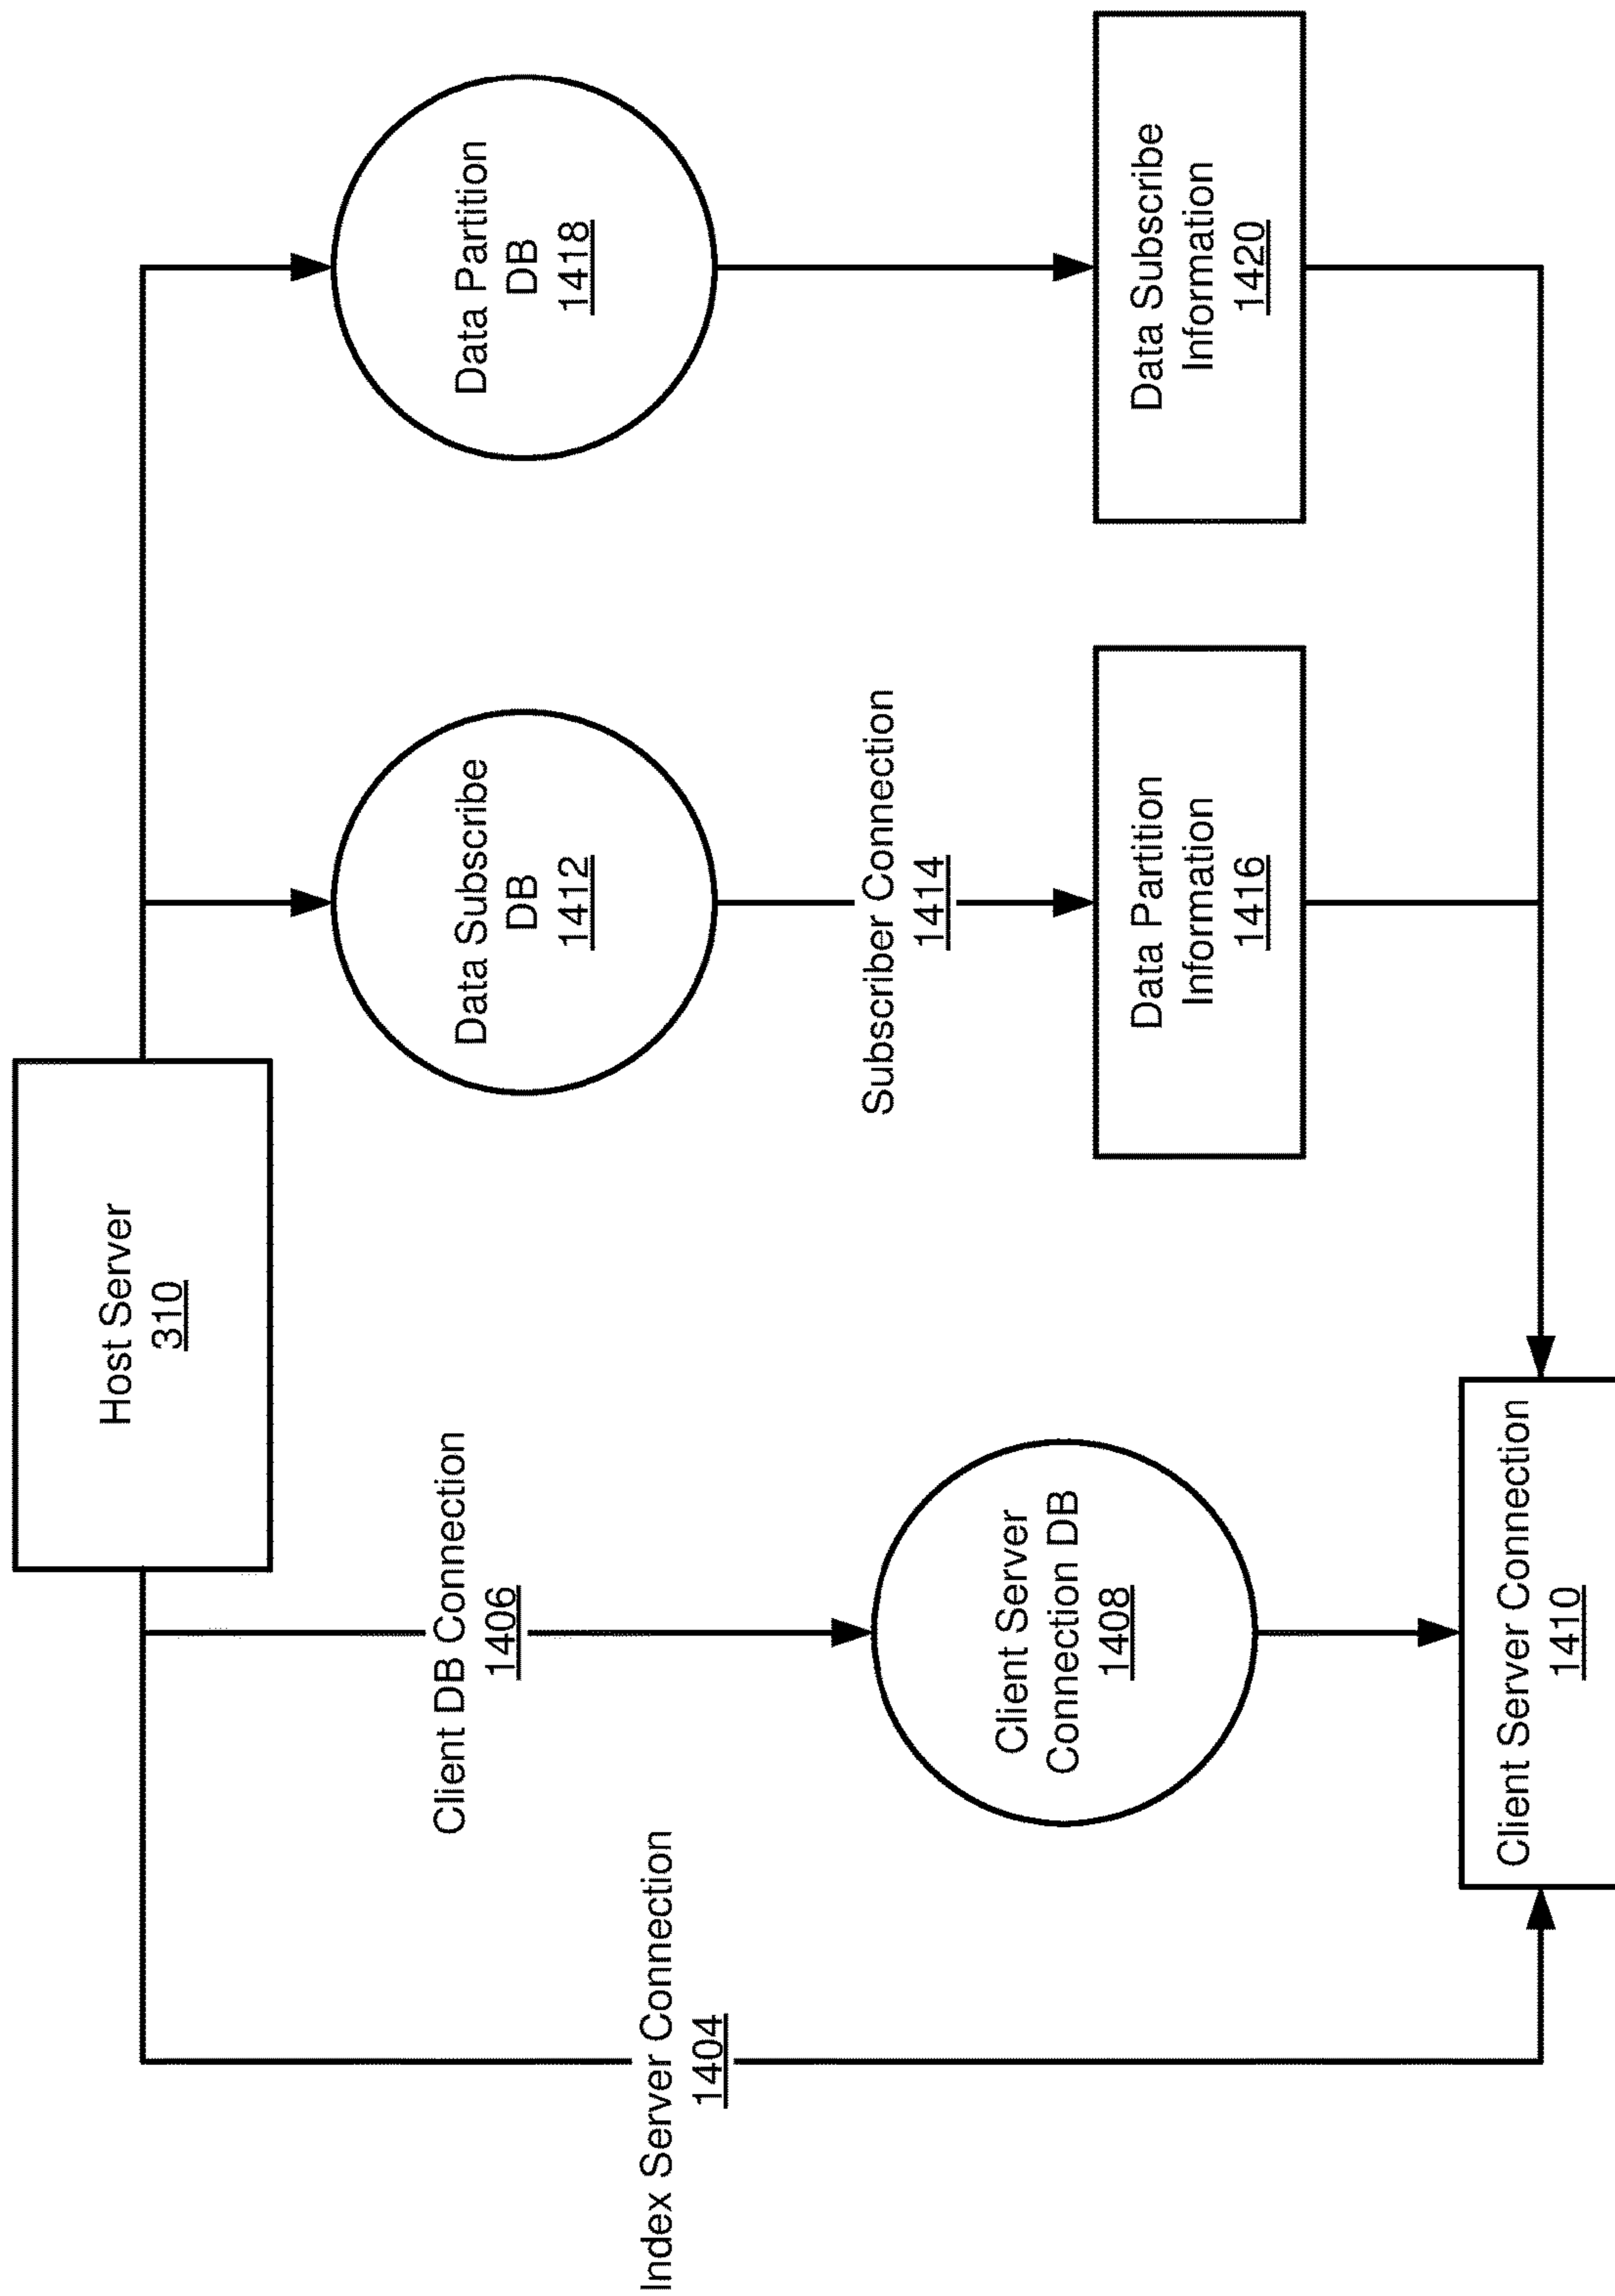 Host Server
310
Index Server Connection
1404
Client DB Connection
1406
Client Server
Connection DB
1408
Client Server Connection
1410
Data Subscribe
DB
1412
Subscriber Connection
1414
Data Partition
Information
1416
Data Partition
DB
1418
Data Subscribe
Information
1420